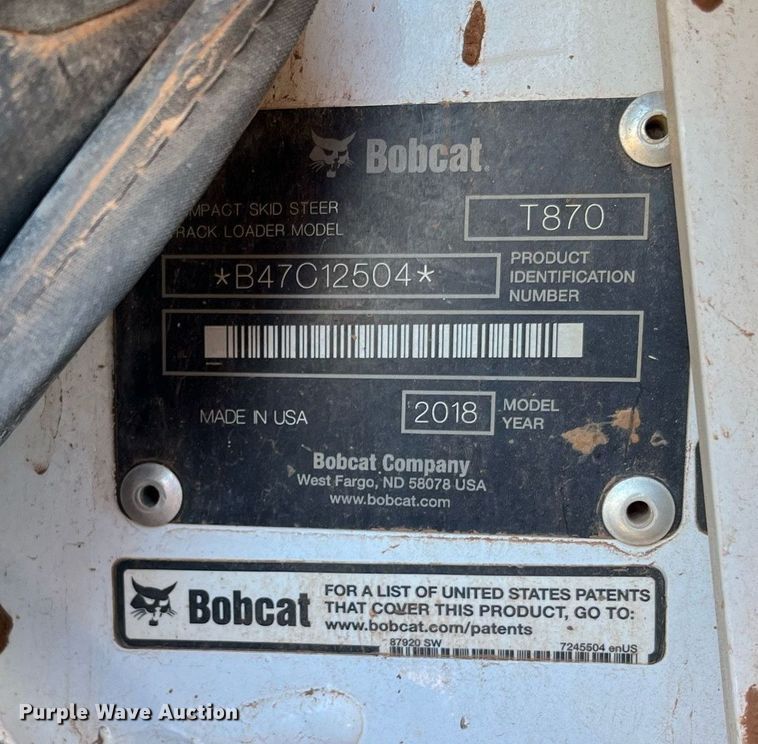 Bobcat
MPACT SKID STEER
RACK LOADER MODEL
T870
*B47C12504*
PRODUCT
IDENTIFICATION
NUMBER
MADE IN USA
2018
MODEL
YEAR
Bobcat Company
West Fargo, ND 58078 USA
www.bobcat.com
Bobcat
FOR A LIST OF UNITED STATES PATENTS
THAT COVER THIS PRODUCT, GO TO:
www.bobcat.com/patents
87920 SW
7245504 enUS
Purple Wave Auction